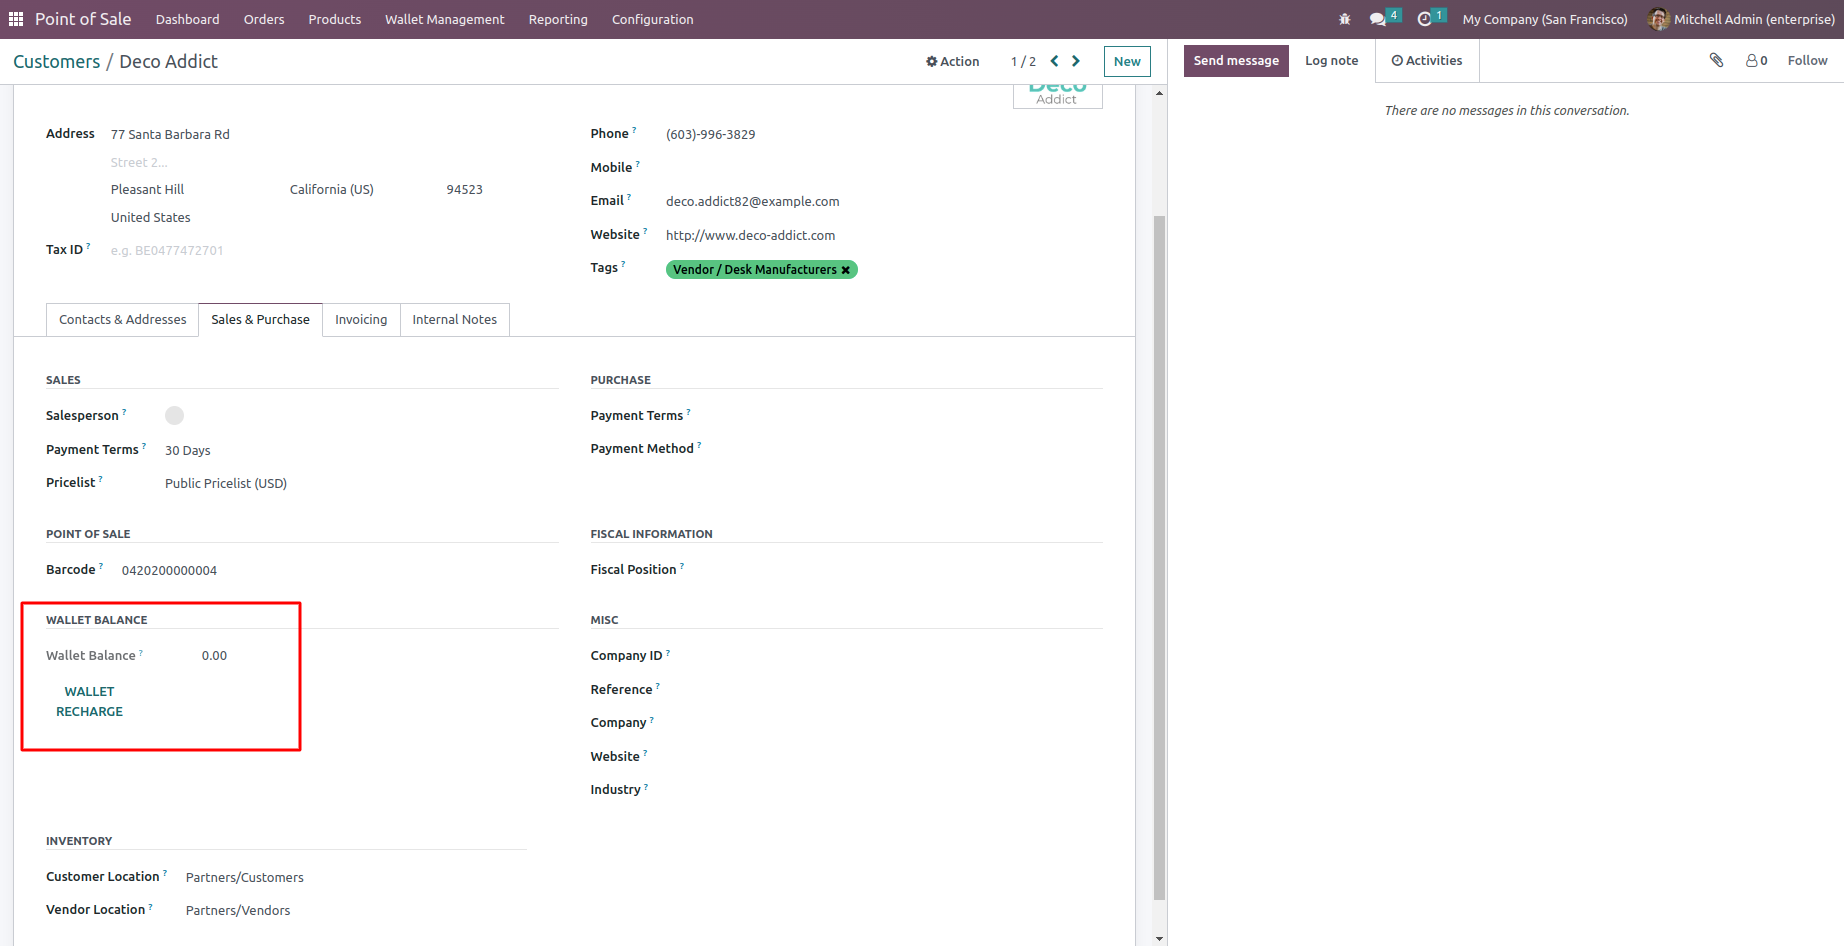 Point of Sale Dashboard Orders Products Wallet Management Reporting Configuration 4 1 My Company (San Francisco) Mitchell Admin (enterprise)
Customers / Deco Addict Action 1 / 2 New Send message Log note Activities 0 Follow
Deco
Addict
There are no messages in this conversation.
Address 77 Santa Barbara Rd
Street 2...
Pleasant Hill California (US) 94523
United States
Tax ID ? e.g. BE0477472701
Phone ? (603)-996-3829
Mobile ?
Email ? deco.addict82@example.com
Website ? http://www.deco-addict.com
Tags ? Vendor / Desk Manufacturers ✖
Contacts & Addresses Sales & Purchase Invoicing Internal Notes
SALES
Salesperson ?
Payment Terms ? 30 Days
Pricelist ? Public Pricelist (USD)
PURCHASE
Payment Terms ?
Payment Method ?
POINT OF SALE
Barcode ? 0420200000004
FISCAL INFORMATION
Fiscal Position ?
WALLET BALANCE
Wallet Balance ? 0.00
WALLET
RECHARGE
MISC
Company ID ?
Reference ?
Company ?
Website ?
Industry ?
INVENTORY
Customer Location ? Partners/Customers
Vendor Location ? Partners/Vendors